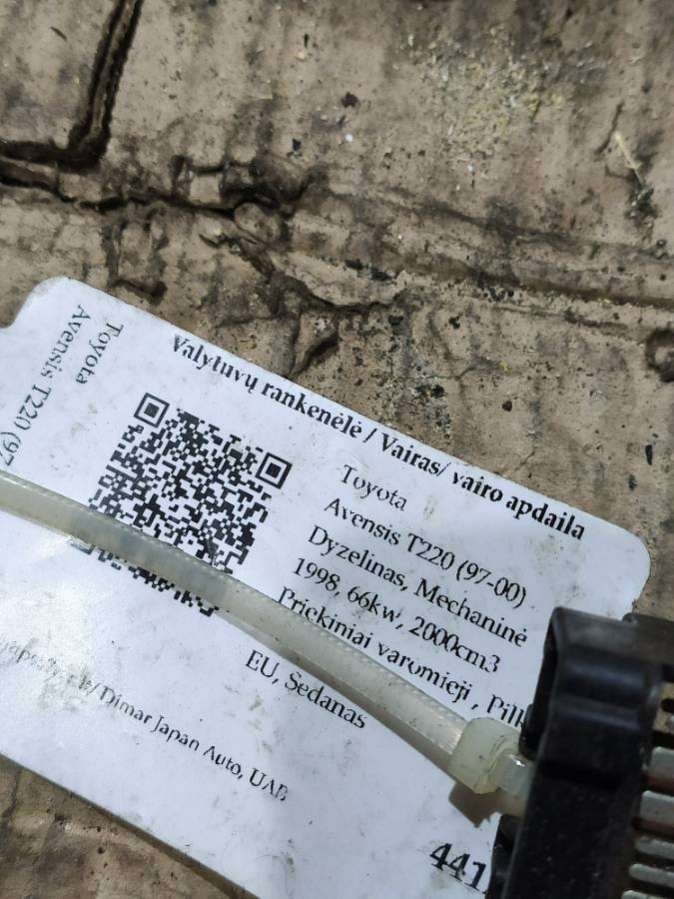 Toyota
Avensis T220 (97
Valytuvų rankenėlė / Vairas/ vairo apdaila
Toyota
Avensis T220 (97-00)
Dyzelinas, Mechaninė
1998, 66kw, 2000cm3
Priekiniai varomieji , Pil
EU, Sedanas
Dimar Japan Auto, UAB
441